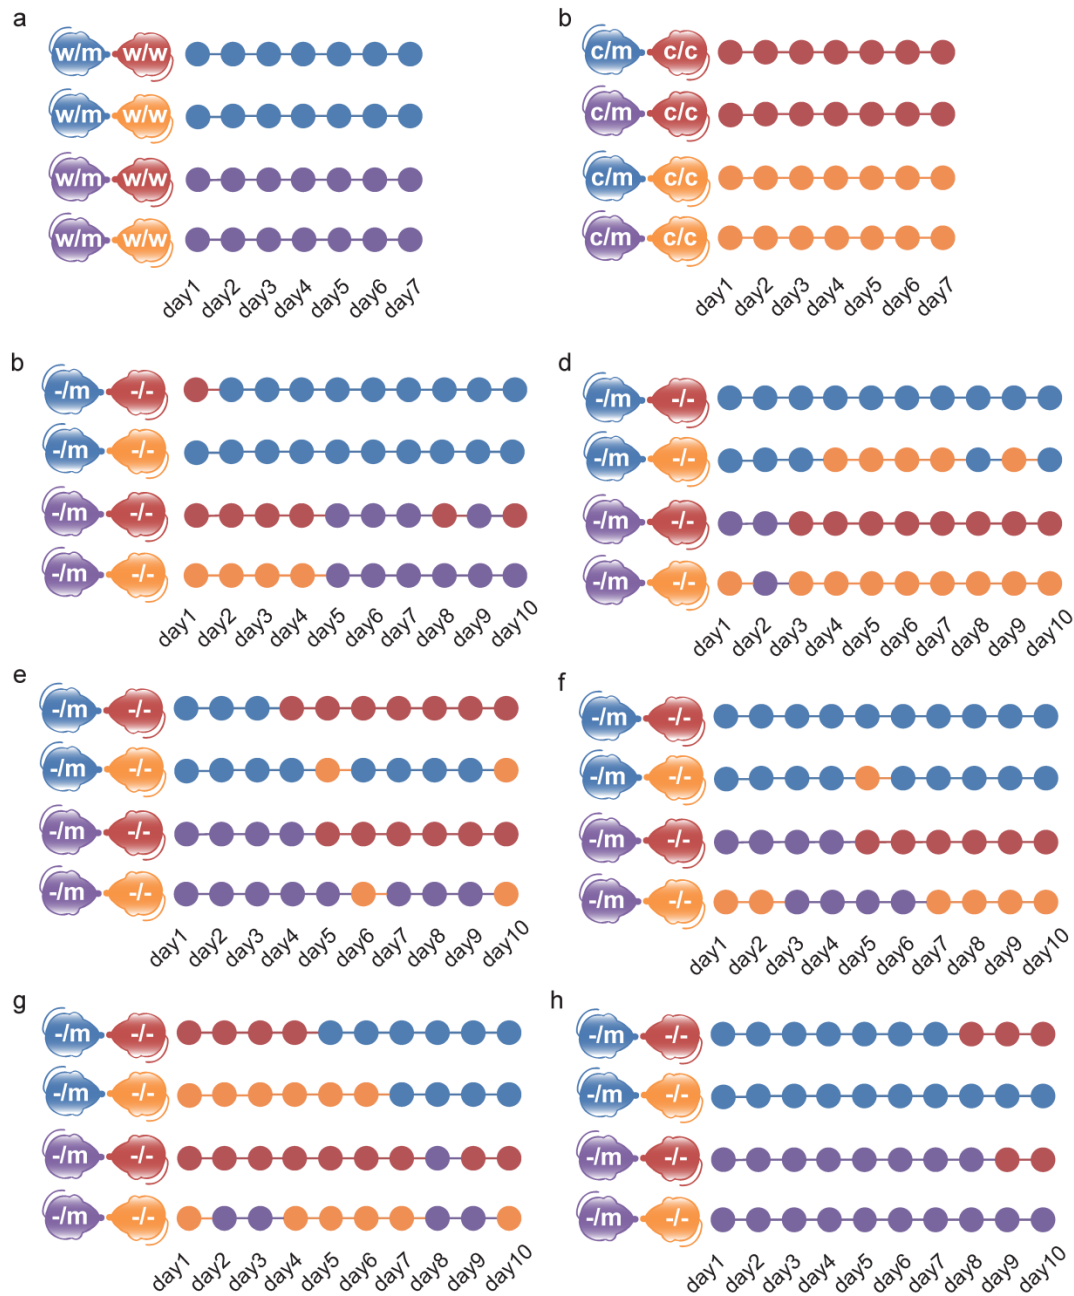 a
w/m w/w
w/m w/w
w/m w/w
w/m w/w
day1 day2 day3 day4 day5 day6 day7
b
c/m c/c
c/m c/c
c/m c/c
c/m c/c
day1 day2 day3 day4 day5 day6 day7
b
-/m -/-
-/m -/-
-/m -/-
-/m -/-
day1 day2 day3 day4 day5 day6 day7 day8 day9 day10
d
-/m -/-
-/m -/-
-/m -/-
-/m -/-
day1 day2 day3 day4 day5 day6 day7 day8 day9 day10
e
-/m -/-
-/m -/-
-/m -/-
-/m -/-
day1 day2 day3 day4 day5 day6 day7 day8 day9 day10
f
-/m -/-
-/m -/-
-/m -/-
-/m -/-
day1 day2 day3 day4 day5 day6 day7 day8 day9 day10
g
-/m -/-
-/m -/-
-/m -/-
-/m -/-
day1 day2 day3 day4 day5 day6 day7 day8 day9 day10
h
-/m -/-
-/m -/-
-/m -/-
-/m -/-
day1 day2 day3 day4 day5 day6 day7 day8 day9 day10